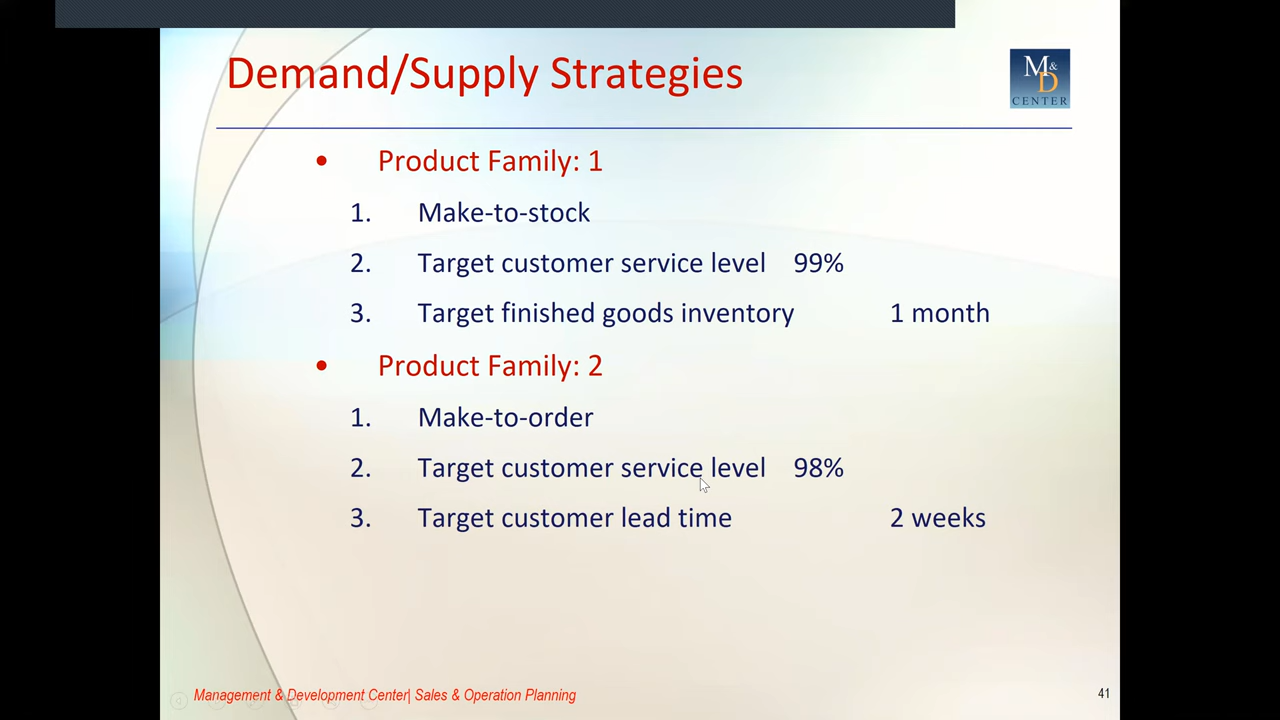 Demand/Supply Strategies
M&D
CENTER
• Product Family: 1
1. Make-to-stock
2. Target customer service level 99%
3. Target finished goods inventory 1 month
• Product Family: 2
1. Make-to-order
2. Target customer service level 98%
3. Target customer lead time 2 weeks
Management & Development Center| Sales & Operation Planning
41